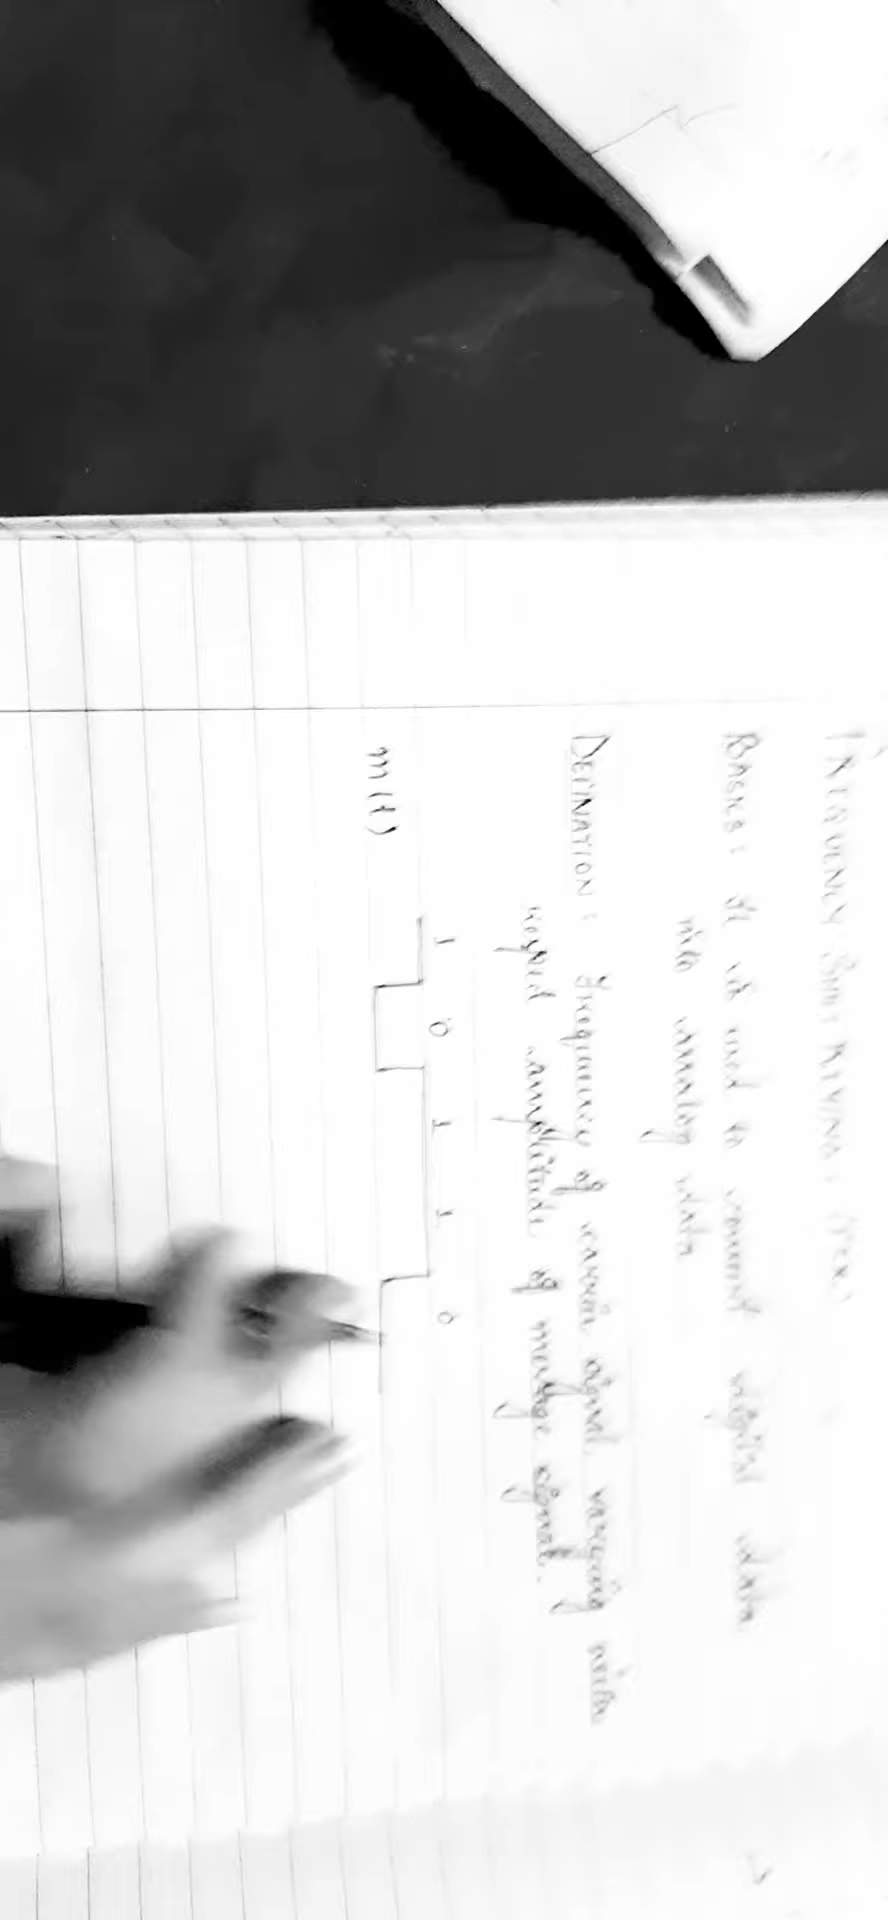 FREQUENCY SHIFT KEYING : (FSK)
BASICS : It is used to convert digital data
into analog data
DEFINATION : Frequency of carrier signal varying with
respect amplitude of message signal.
1 0 1 1 0
m(t)